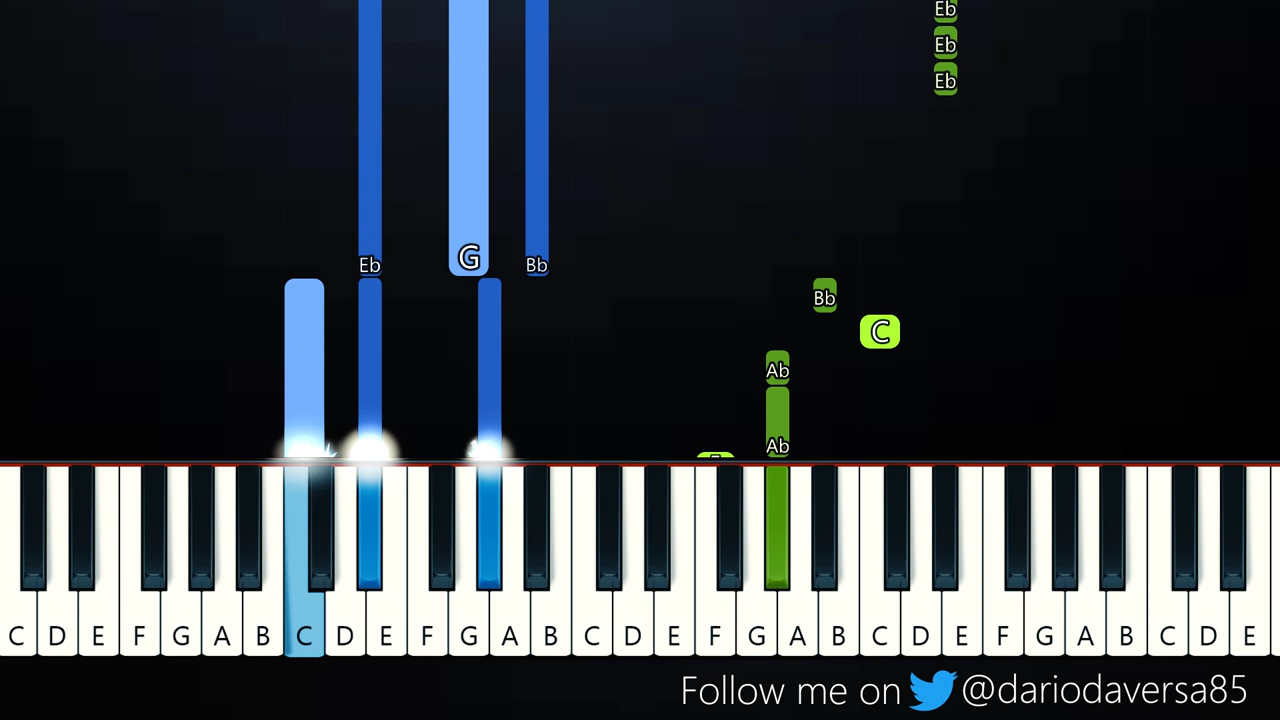 Eb
Eb
Eb
Eb G Bb
Bb
C
Ab
Ab
C D E F G A B C D E F G A B C D E F G A B C D E F G A B C D E
Follow me on @dariodaversa85